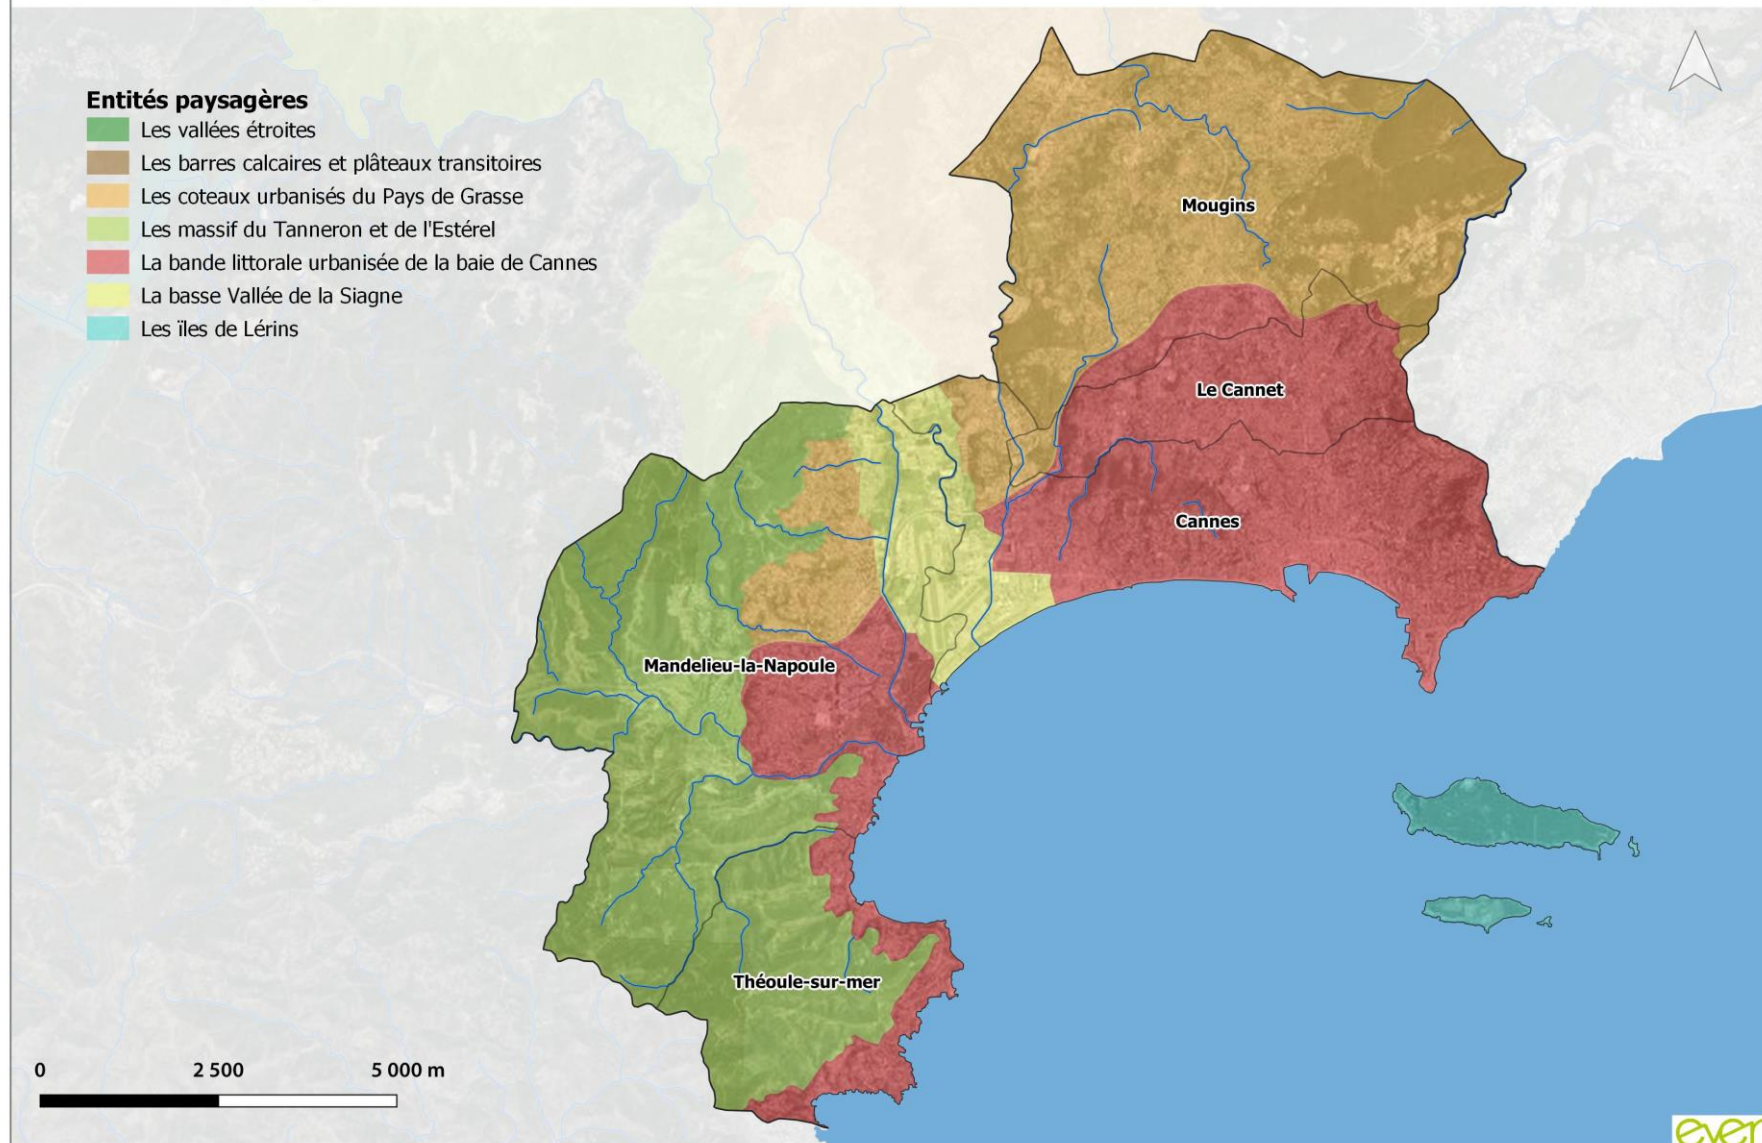 Entités paysagères
Les vallées étroites
Les barres calcaires et plâteaux transitoires
Les coteaux urbanisés du Pays de Grasse
Les massif du Tanneron et de l'Estérel
La bande littorale urbanisée de la baie de Cannes
La basse Vallée de la Siagne
Les ïles de Lérins
Mougins
Le Cannet
Cannes
Mandelieu-la-Napoule
Théoule-sur-mer
0 2 500 5 000 m
even